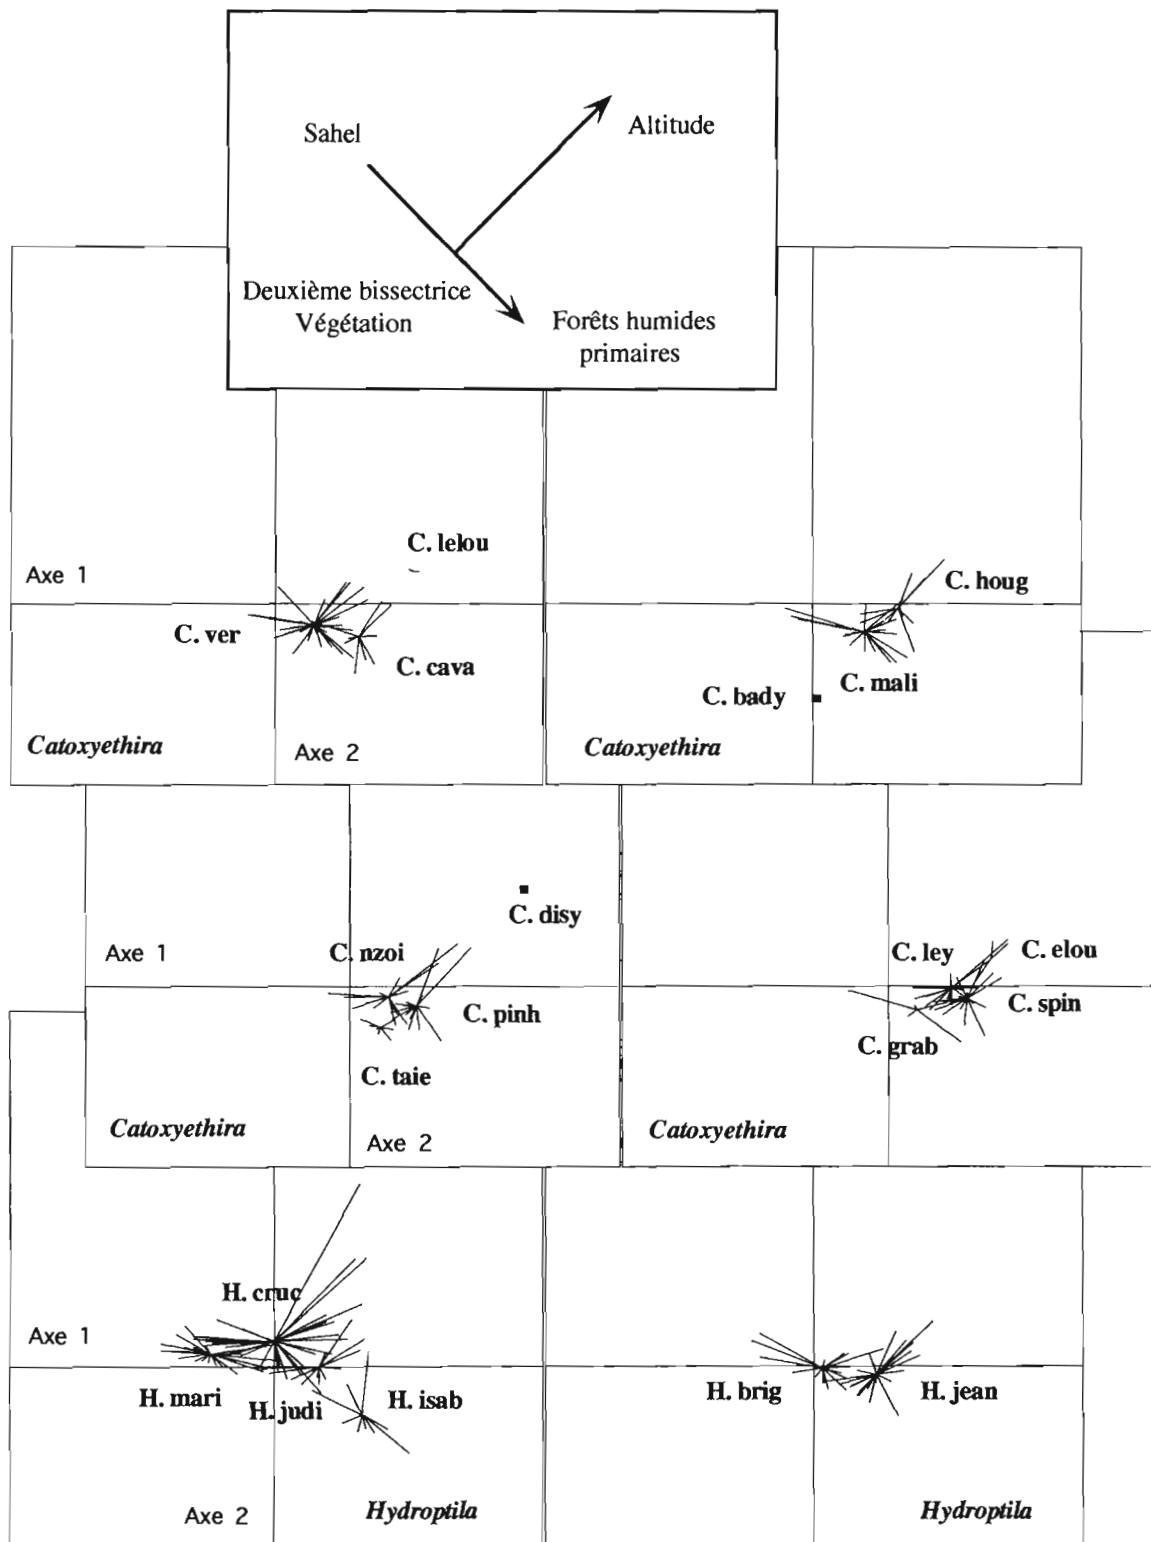 Sahel
Altitude
Deuxième bissectrice
Végétation
Forêts humides
primaires
C. lelou
Axe 1
C. ver
C. cava
Catoxyethira
Axe 2
C. houg
C. mali
C. bady
Catoxyethira
C. disy
C. nzoi
Axe 1
C. pinh
C. taie
Catoxyethira
Axe 2
C. ley
C. elou
C. spin
C. grab
Catoxyethira
H. cruc
Axe 1
H. mari
H. judi
H. isab
Axe 2
Hydroptila
H. brig
H. jean
Hydroptila